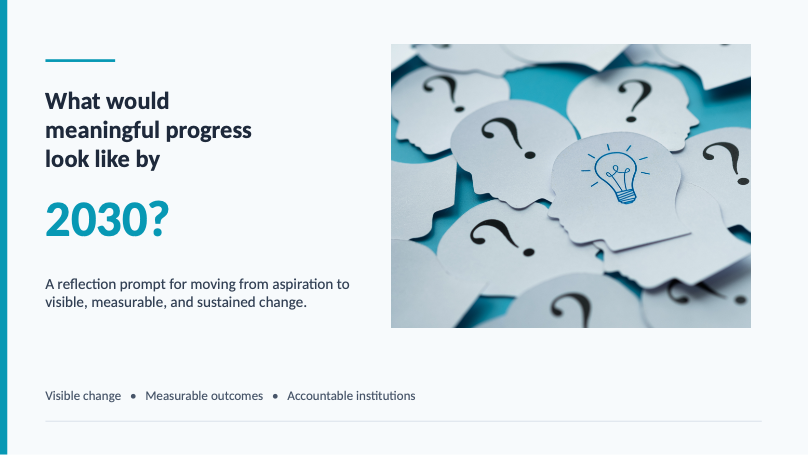 What would
meaningful progress
look like by
2030?
A reflection prompt for moving from aspiration to
visible, measurable, and sustained change.
? ? ? ? ? ? ?
Visible change • Measurable outcomes • Accountable institutions